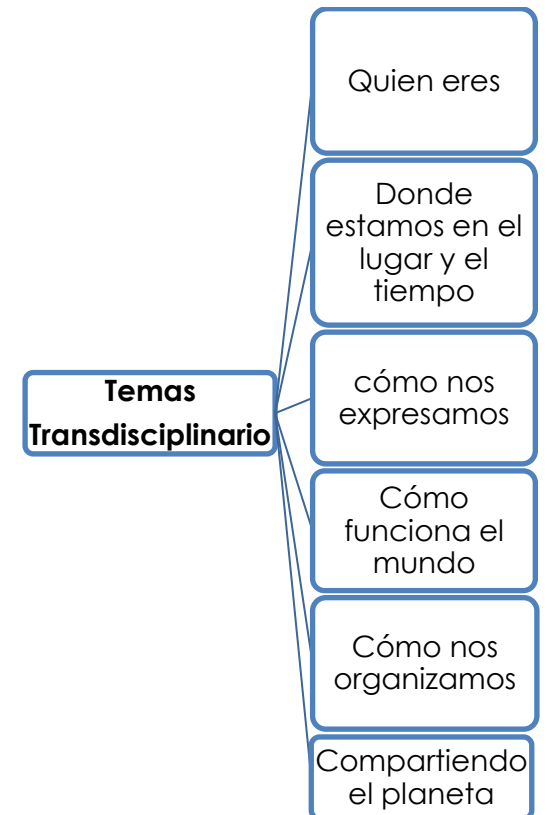 Quien eres
Donde
estamos en el
lugar y el
tiempo
Temas
Transdisciplinario
cómo nos
expresamos
Cómo
funciona el
mundo
Cómo nos
organizamos
Compartiendo
el planeta